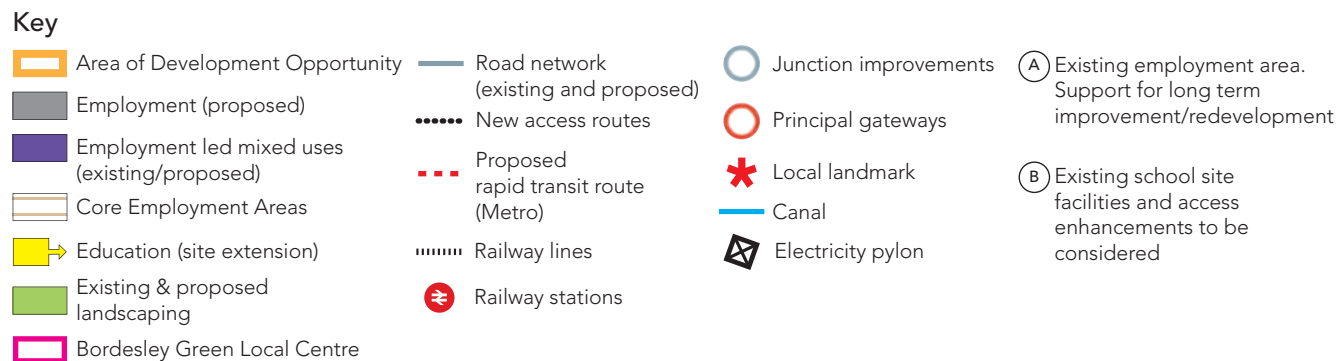 Key
Area of Development Opportunity
Employment (proposed)
Employment led mixed uses
(existing/proposed)
Core Employment Areas
Education (site extension)
Existing & proposed
landscaping
Bordesley Green Local Centre
Road network
(existing and proposed)
New access routes
Proposed
rapid transit route
(Metro)
Railway lines
Railway stations
Junction improvements
Principal gateways
Local landmark
Canal
Electricity pylon
A Existing employment area.
Support for long term
improvement/redevelopment
B Existing school site
facilities and access
enhancements to be
considered